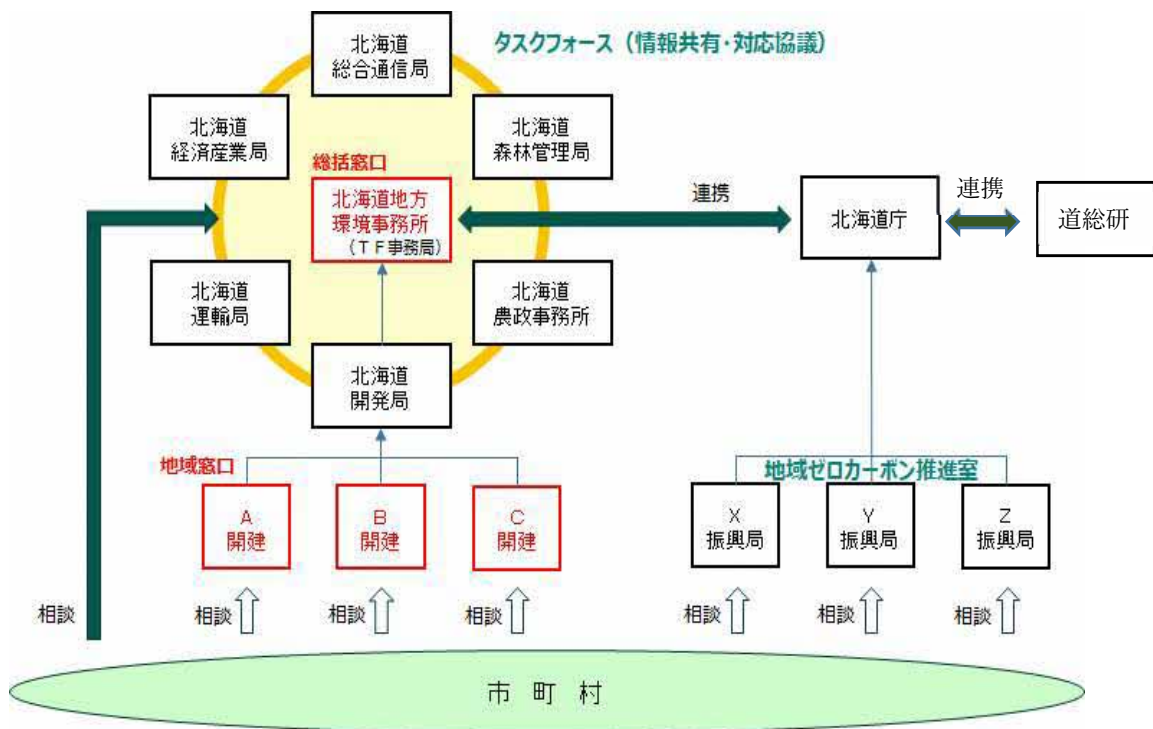 タスクフォース（情報共有・対応協議）
北海道
総合通信局
北海道
経済産業局
北海道
森林管理局
総括窓口
北海道地方
環境事務所
（ＴＦ事務局）
連携
北海道庁
連携
道総研
北海道
運輸局
北海道
農政事務所
北海道
開発局
地域窓口
地域ゼロカーボン推進室
A
開建
B
開建
C
開建
X
振興局
Y
振興局
Z
振興局
相談
相談
相談
相談
相談
相談
相談
市 町 村